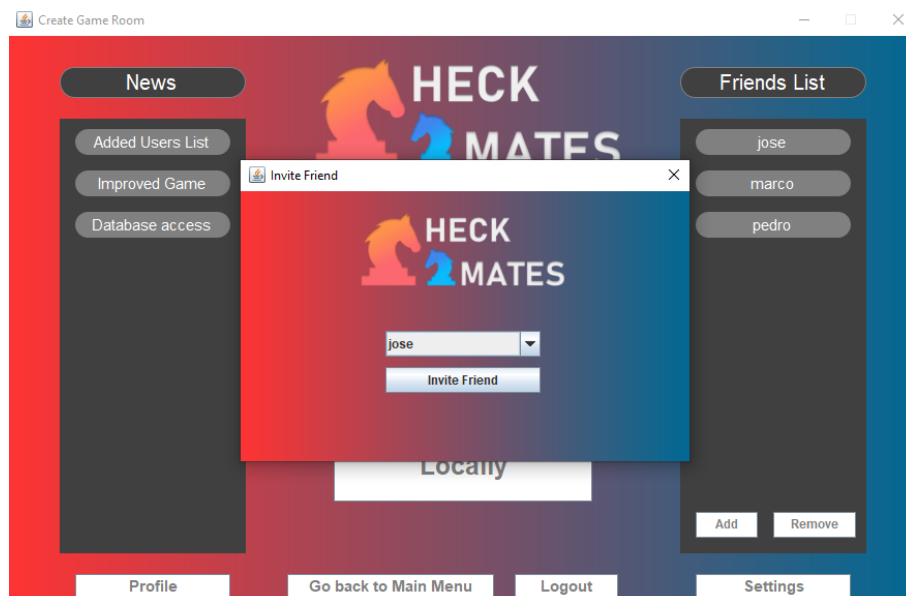 Create Game Room
News
HECK
MATES
Friends List
Added Users List
Improved Game
Database access
jose
marco
pedro
Invite Friend
HECK
MATES
jose
Invite Friend
Locally
Add
Remove
Profile
Go back to Main Menu
Logout
Settings